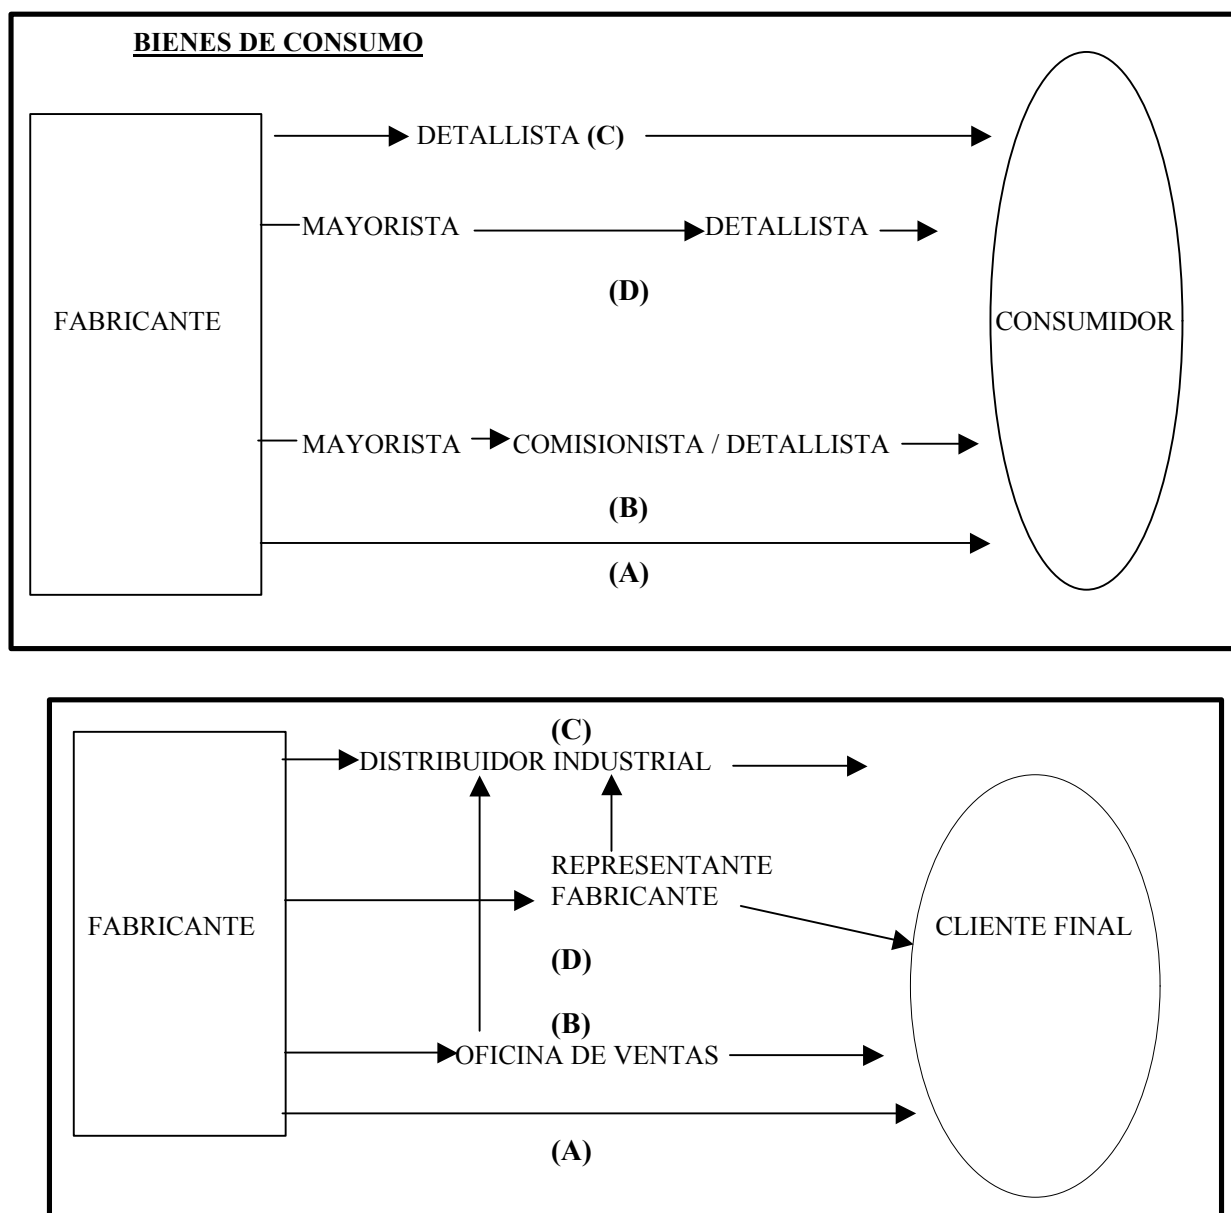 BIENES DE CONSUMO
DETALLISTA (C)
MAYORISTA DETALLISTA
(D)
FABRICANTE CONSUMIDOR
MAYORISTA COMISIONISTA / DETALLISTA
(B)
(A)
(C)
DISTRIBUIDOR INDUSTRIAL
REPRESENTANTE
FABRICANTE
FABRICANTE CLIENTE FINAL
(D)
(B)
OFICINA DE VENTAS
(A)